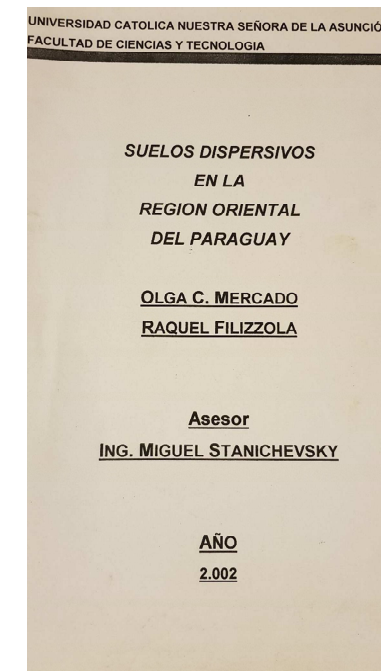 UNIVERSIDAD CATOLICA NUESTRA SEÑORA DE LA ASUNCIÓ
FACULTAD DE CIENCIAS Y TECNOLOGIA
SUELOS DISPERSIVOS
EN LA
REGION ORIENTAL
DEL PARAGUAY
OLGA C. MERCADO
RAQUEL FILIZZOLA
Asesor
ING. MIGUEL STANICHEVSKY
AÑO
2.002